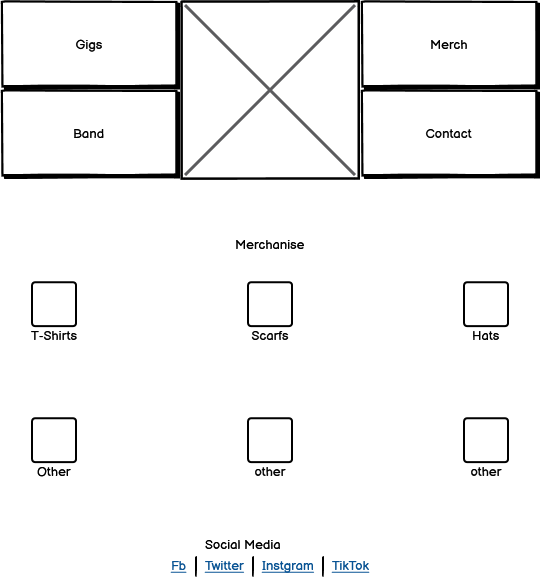 Gigs
Merch
Band
Contact
Merchanise
T-Shirts
Scarfs
Hats
Other
other
other
Social Media
Fb | Twitter | Instgram | TikTok